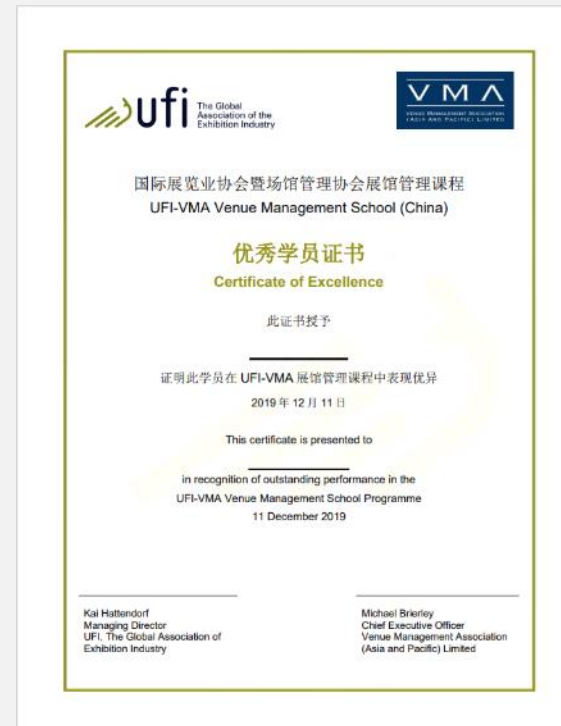 ufi
The Global
Association of the
Exhibition Industry
VMA
VENUE MANAGEMENT ASSOCIATION
(ASIA AND PACIFIC) LIMITED
国际展览业协会暨场馆管理协会展馆管理课程
UFI-VMA Venue Management School (China)
优秀学员证书
Certificate of Excellence
此证书授予
证明此学员在 UFI-VMA 展馆管理课程中表现优异
2019 年 12 月 11 日
This certificate is presented to
in recognition of outstanding performance in the
UFI-VMA Venue Management School Programme
11 December 2019
Kai Hattendorf
Managing Director
UFI, The Global Association of
Exhibition Industry
Michael Brierley
Chief Executive Officer
Venue Management Association
(Asia and Pacific) Limited